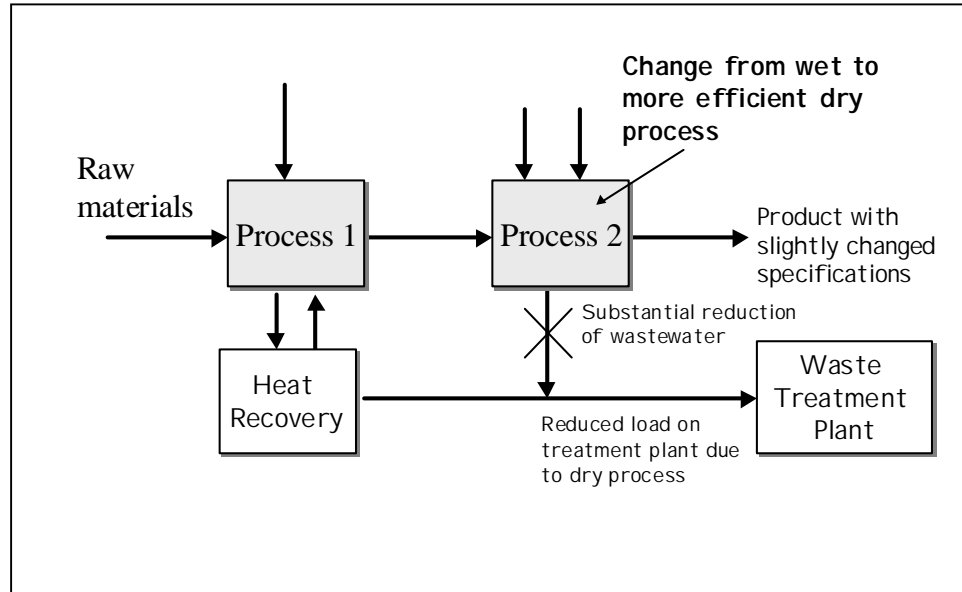 Change from wet to
more efficient dry
process
Raw
materials
Process 1
Process 2
Product with
slightly changed
specifications
Substantial reduction
of wastewater
Heat
Recovery
Waste
Treatment
Plant
Reduced load on
treatment plant due
to dry process